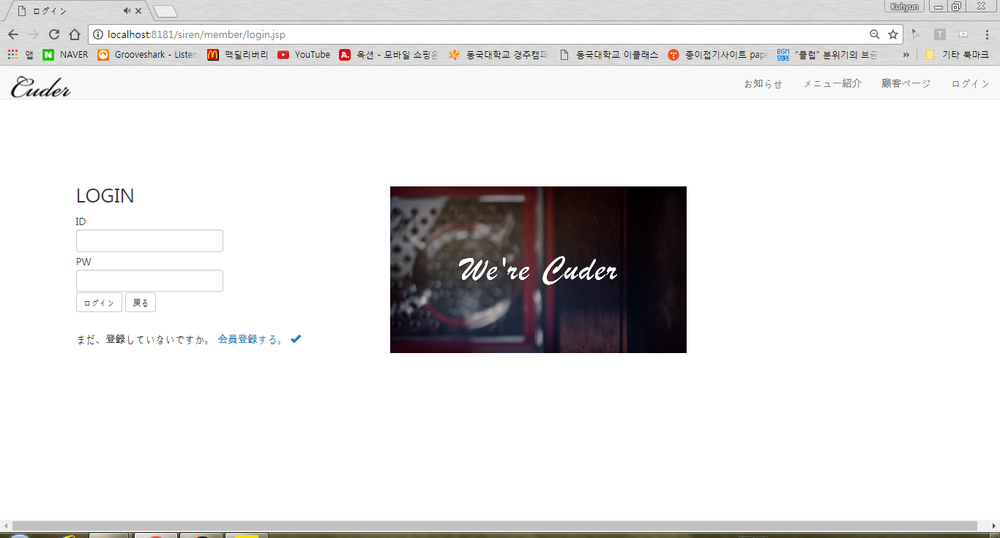 ログイン
Kuhyun
localhost:8181/siren/member/login.jsp
앱 NAVER Grooveshark - Listen 맥딜리버리 YouTube A. 옥션 - 모바일 쇼핑은 동국대학교 경주캠퍼 동국대학교 이클래스 종이접기사이트 pape BGM STORE "클럽" 분위기의 브금 » 기타 북마크
Cuder
お知らせ メニュー紹介 顧客ページ ログイン
LOGIN
ID
PW
ログイン 戻る
まだ、登録していないですか。 会員登録する。
We're Cuder